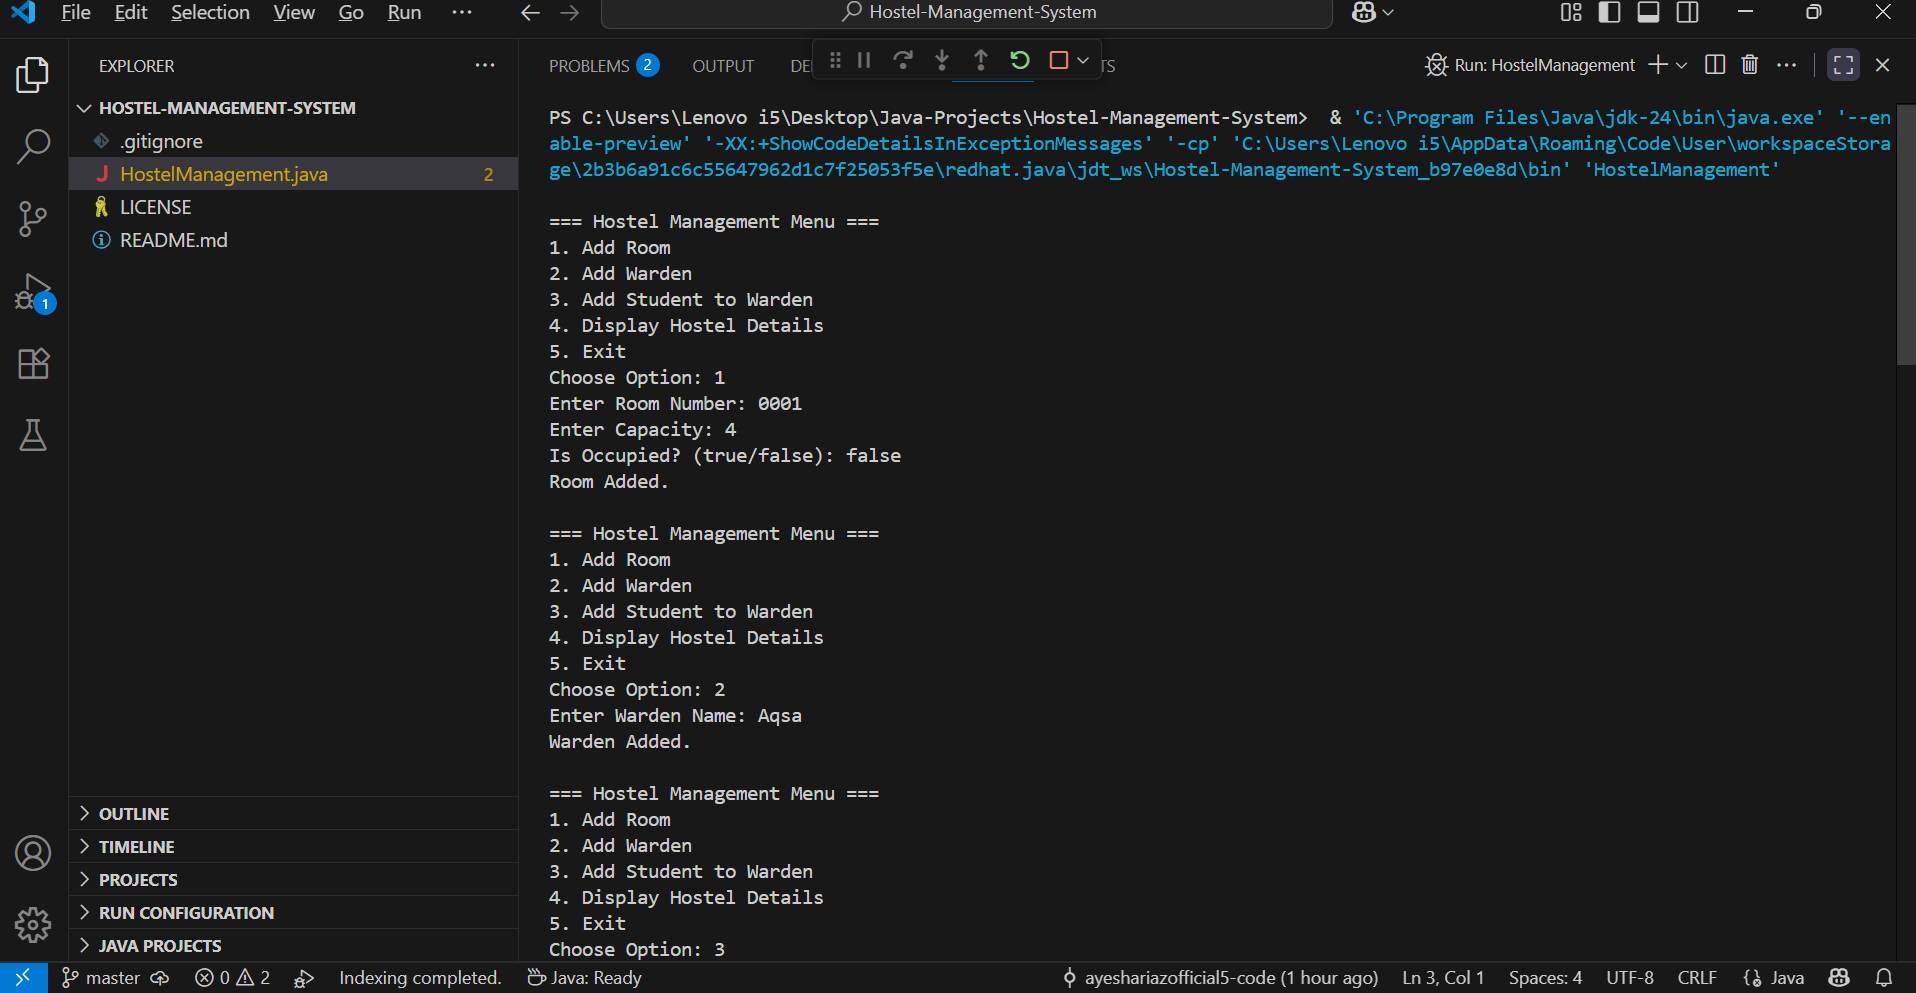 File Edit Selection View Go Run ··· Hostel-Management-System
EXPLORER ···
HOSTEL-MANAGEMENT-SYSTEM
.gitignore
J HostelManagement.java 2
LICENSE
README.md
1
OUTLINE
TIMELINE
PROJECTS
RUN CONFIGURATION
JAVA PROJECTS
PROBLEMS 2 OUTPUT DE TS Run: HostelManagement
PS C:\Users\Lenovo i5\Desktop\Java-Projects\Hostel-Management-System>  & 'C:\Program Files\Java\jdk-24\bin\java.exe' '--en
able-preview' '-XX:+ShowCodeDetailsInExceptionMessages' '-cp' 'C:\Users\Lenovo i5\AppData\Roaming\Code\User\workspaceStora
ge\2b3b6a91c6c55647962d1c7f25053f5e\redhat.java\jdt_ws\Hostel-Management-System_b97e0e8d\bin' 'HostelManagement'
=== Hostel Management Menu ===
1. Add Room
2. Add Warden
3. Add Student to Warden
4. Display Hostel Details
5. Exit
Choose Option: 1
Enter Room Number: 0001
Enter Capacity: 4
Is Occupied? (true/false): false
Room Added.
=== Hostel Management Menu ===
1. Add Room
2. Add Warden
3. Add Student to Warden
4. Display Hostel Details
5. Exit
Choose Option: 2
Enter Warden Name: Aqsa
Warden Added.
=== Hostel Management Menu ===
1. Add Room
2. Add Warden
3. Add Student to Warden
4. Display Hostel Details
5. Exit
Choose Option: 3
master 0 2 Indexing completed. Java: Ready ayeshariazofficial5-code (1 hour ago) Ln 3, Col 1 Spaces: 4 UTF-8 CRLF Java